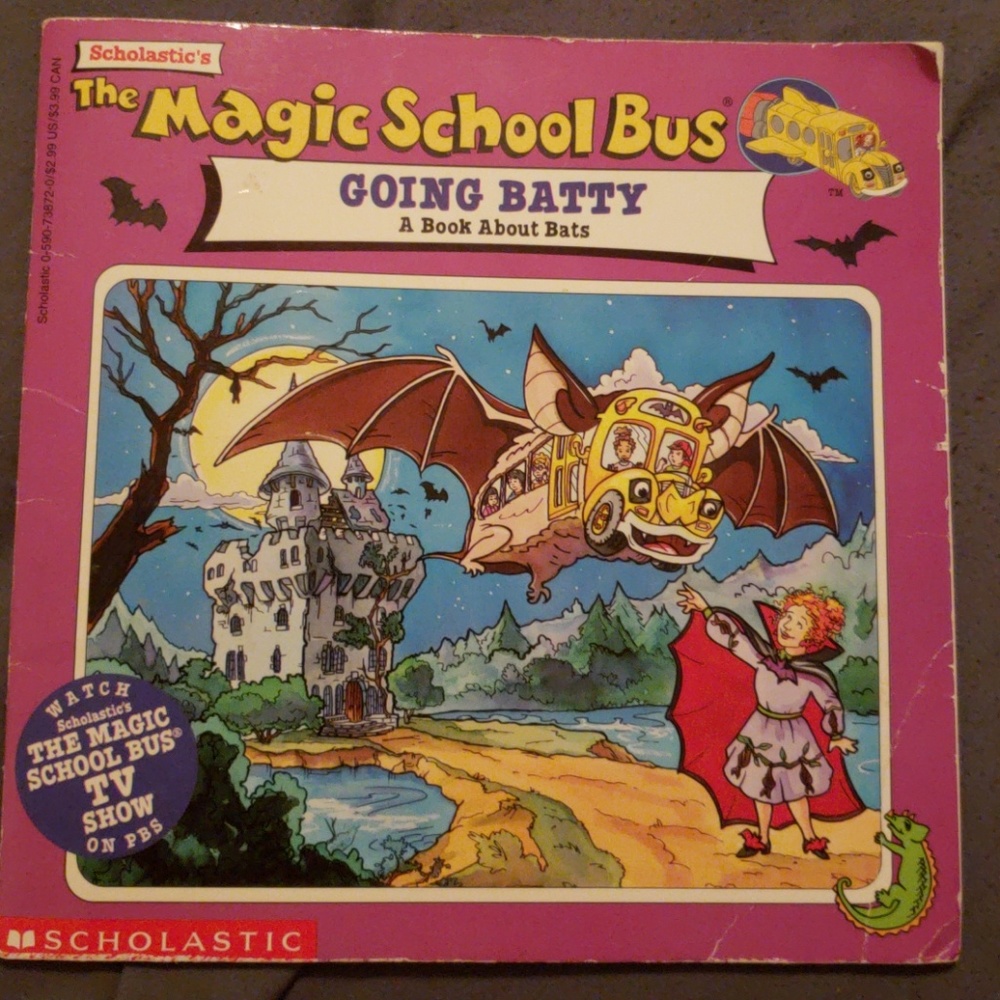 Scholastic's
The Magic School Bus®
™
GOING BATTY
A Book About Bats
Scholastic 0-590-73872-0/$2.99 US/$3.99 CAN
WATCH
Scholastic's
THE MAGIC
SCHOOL BUS®
TV
SHOW
ON PBS
SCHOLASTIC